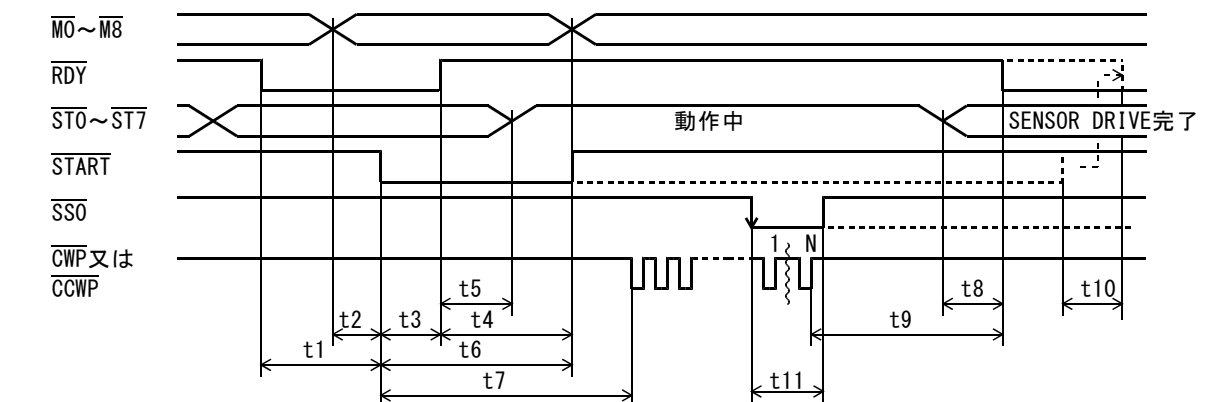 M0～M8
RDY
ST0～ST7
動作中
SENSOR DRIVE完了
START
SS0
1 N
CWP又は
CCWP
t5
t8
t10
t2
t3
t4
t9
t1
t6
t7
t11